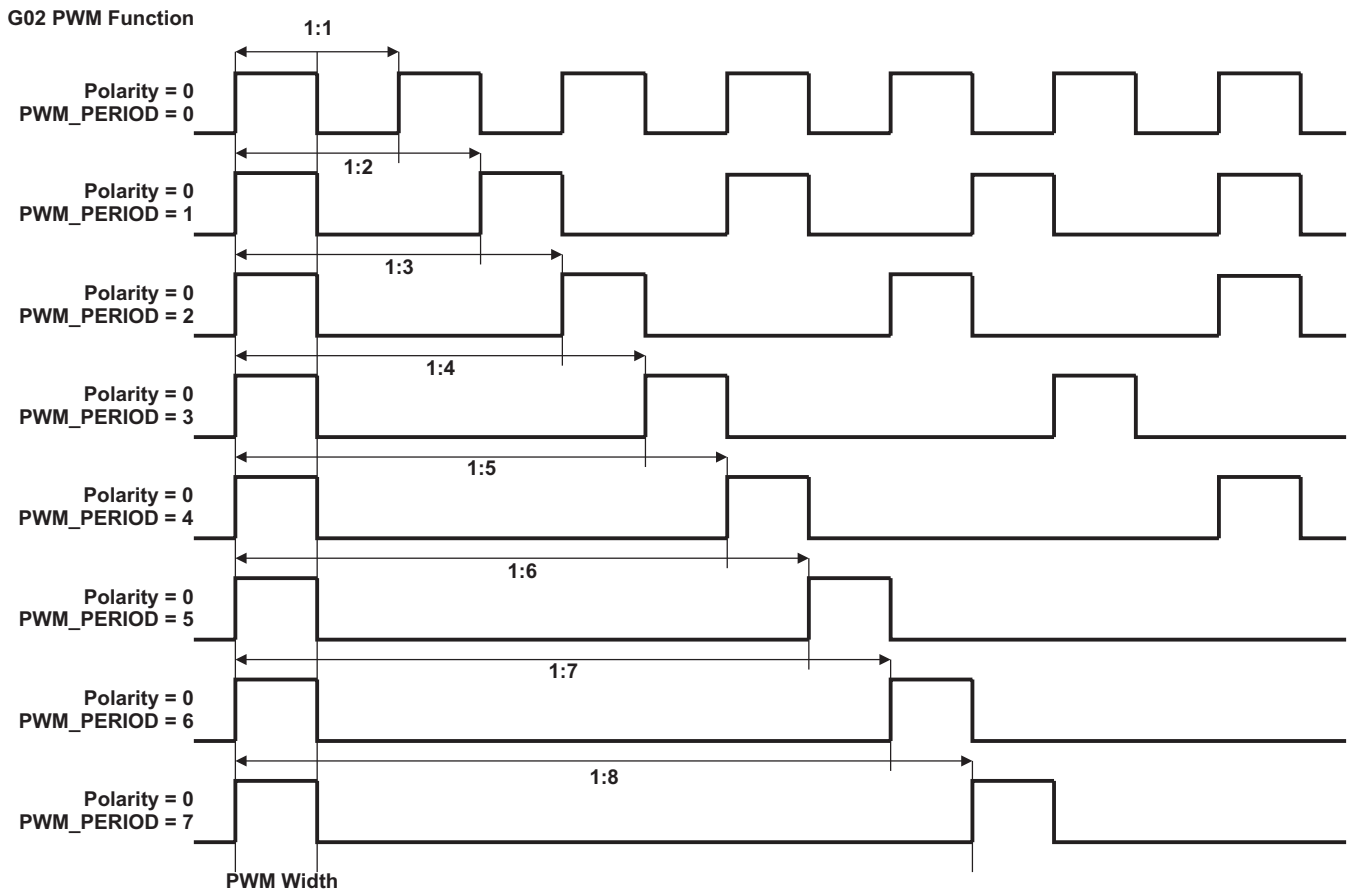 G02 PWM Function
1:1
Polarity = 0
PWM_PERIOD = 0
1:2
Polarity = 0
PWM_PERIOD = 1
1:3
Polarity = 0
PWM_PERIOD = 2
1:4
Polarity = 0
PWM_PERIOD = 3
1:5
Polarity = 0
PWM_PERIOD = 4
1:6
Polarity = 0
PWM_PERIOD = 5
1:7
Polarity = 0
PWM_PERIOD = 6
1:8
Polarity = 0
PWM_PERIOD = 7
PWM Width